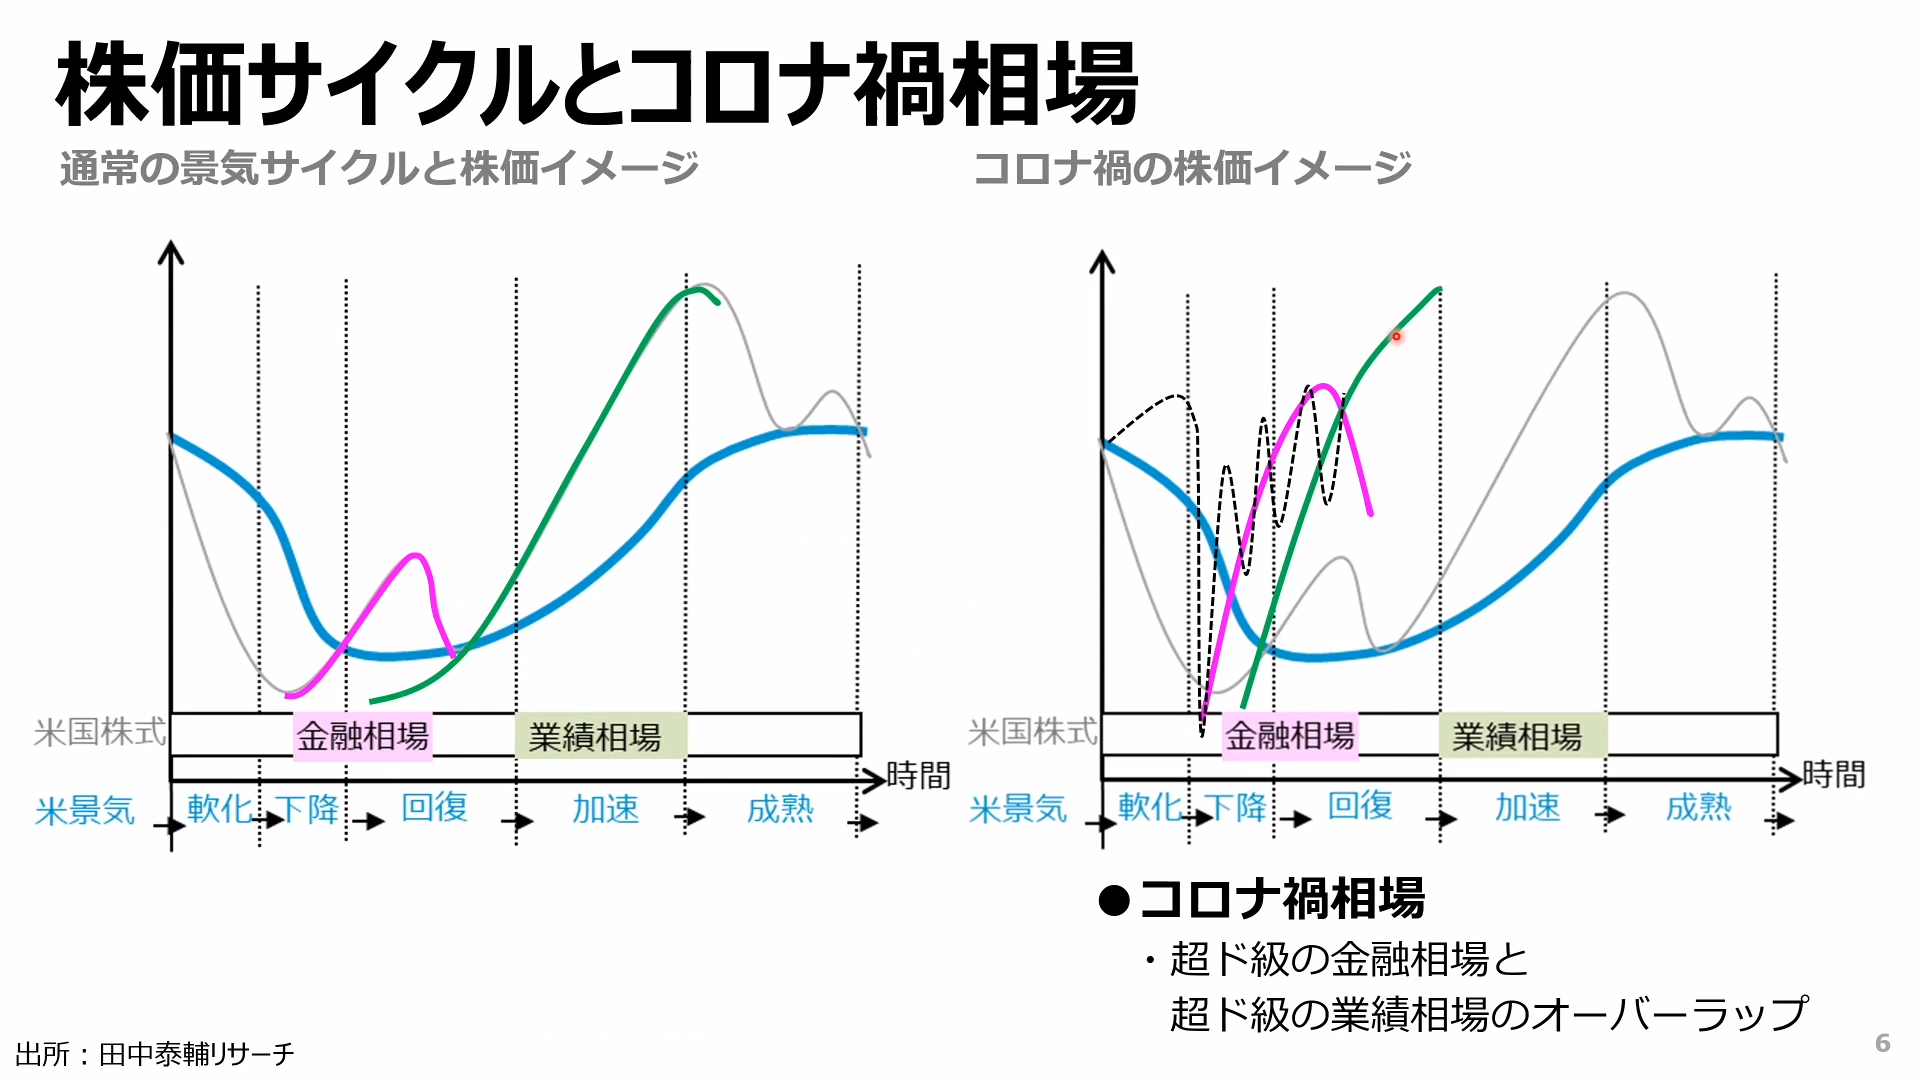 株価サイクルとコロナ禍相場
通常の景気サイクルと株価イメージ
米国株式
金融相場
業績相場
時間
米景気
軟化
下降
回復
加速
成熟
コロナ禍の株価イメージ
米国株式
金融相場
業績相場
時間
米景気
軟化
下降
回復
加速
成熟
●コロナ禍相場
・超ド級の金融相場と
超ド級の業績相場のオーバーラップ
出所：田中泰輔リサーチ
6